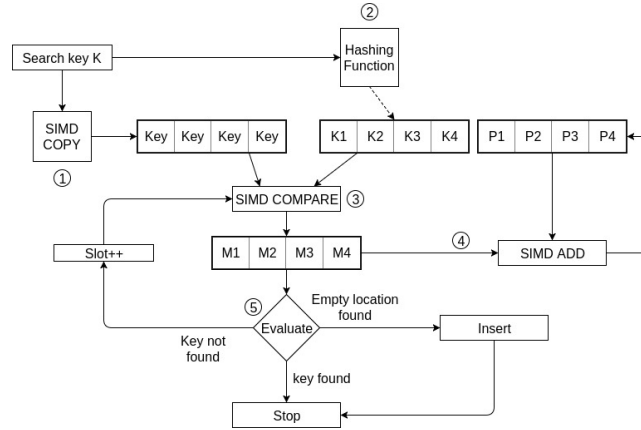 ②
Search key K
Hashing
Function
SIMD
COPY
①
Key Key Key Key
K1 K2 K3 K4
P1 P2 P3 P4
SIMD COMPARE
③
Slot++
M1 M2 M3 M4
④
SIMD ADD
⑤
Evaluate
Empty location
found
Insert
Key not
found
key found
Stop